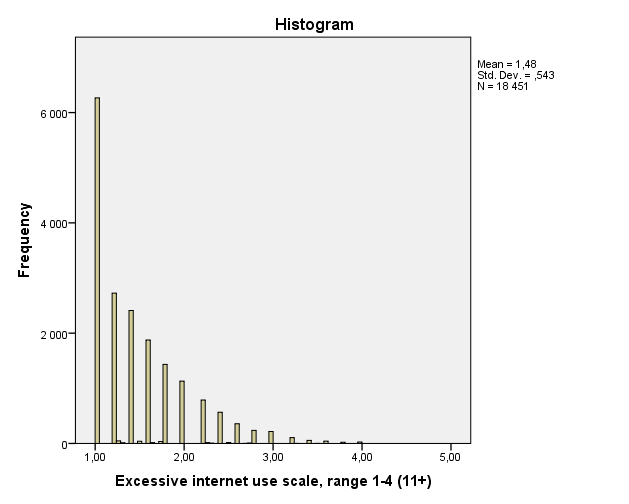 Histogram
Mean = 1,48
Std. Dev. = ,543
N = 18 451
Frequency
6 000
4 000
2 000
0
1,00 2,00 3,00 4,00 5,00
Excessive internet use scale, range 1-4 (11+)